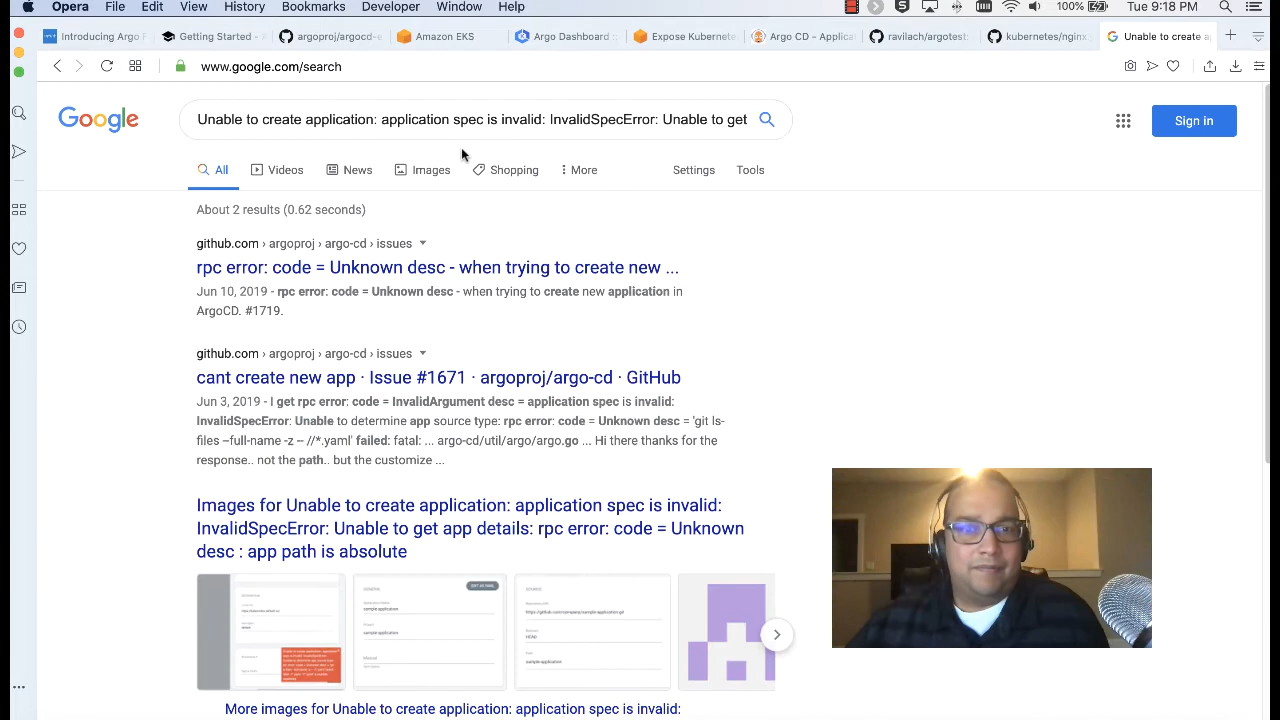 Opera File Edit View History Bookmarks Developer Window Help 100% Tue 9:18 PM
Introducing Argo F Getting Started - argoproj/argocd-e Amazon EKS Argo Dashboard Expose Kubernete Argo CD - Applica ravilach/argotest: kubernetes/nginx. Unable to create a
www.google.com/search
Google Unable to create application: application spec is invalid: InvalidSpecError: Unable to get Sign in
All Videos News Images Shopping More Settings Tools
About 2 results (0.62 seconds)
github.com › argoproj › argo-cd › issues
rpc error: code = Unknown desc - when trying to create new ...
Jun 10, 2019 - rpc error: code = Unknown desc - when trying to create new application in
ArgoCD. #1719.
github.com › argoproj › argo-cd › issues
cant create new app · Issue #1671 · argoproj/argo-cd · GitHub
Jun 3, 2019 - I get rpc error: code = InvalidArgument desc = application spec is invalid:
InvalidSpecError: Unable to determine app source type: rpc error: code = Unknown desc = 'git ls-
files –full-name -z -- //*.yaml' failed: fatal: ... argo-cd/util/argo/argo.go ... Hi there thanks for the
response.. not the path.. but the customize ...
Images for Unable to create application: application spec is invalid:
InvalidSpecError: Unable to get app details: rpc error: code = Unknown
desc : app path is absolute
More images for Unable to create application: application spec is invalid: